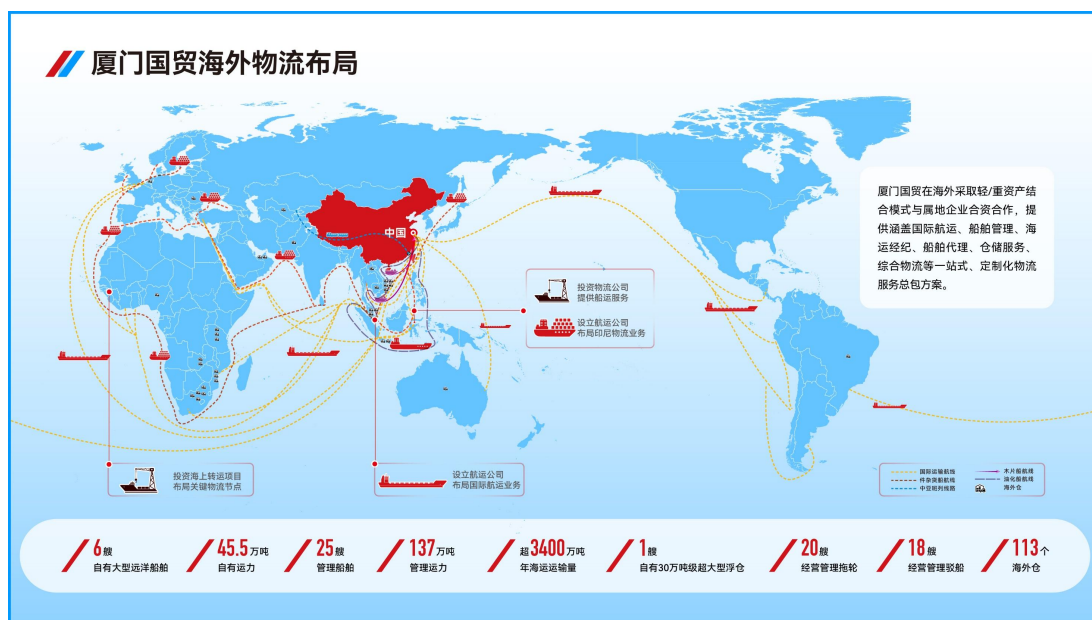 厦门国贸海外物流布局
厦门国贸在海外采取轻/重资产结
合模式与属地企业合资合作，提
供涵盖国际航运、船舶管理、海
运经纪、船舶代理、仓储服务、
综合物流等一站式、定制化物流
服务总包方案。
中国
投资物流公司
提供船运服务
设立航运公司
布局印尼物流业务
投资海上转运项目
布局关键物流节点
设立航运公司
布局国际航运业务
国际运输航线
件杂货船航线
中亚班列线路
木片船航线
油化船航线
海外仓
6艘
自有大型远洋船舶
45.5万吨
自有运力
25艘
管理船舶
137万吨
管理运力
超3400万吨
年海运运输量
1艘
自有30万吨级超大型浮仓
20艘
经营管理拖轮
18艘
经营管理驳船
113个
海外仓